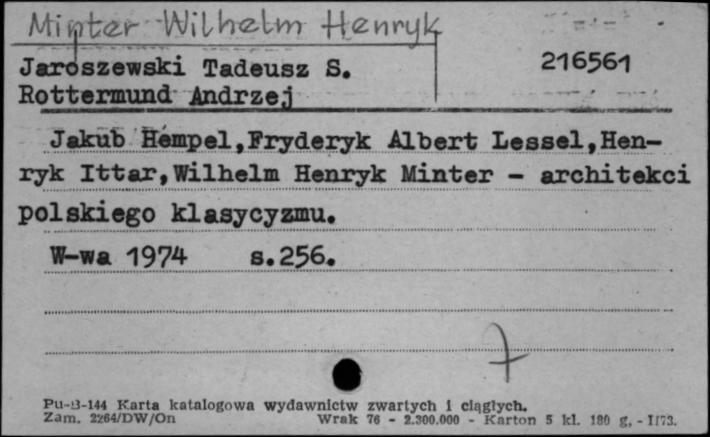 Minter Wilhelm Henryk
Jaroszewski Tadeusz S. 216561
Rottermund Andrzej
Jakub Hempel,Fryderyk Albert Lessel,Hen-
ryk Ittar,Wilhelm Henryk Minter - architekci
polskiego klasycyzmu.
W-wa 1974 s.256.
Pu-B-144 Karta katalogowa wydawnictw zwartych i ciągłych.
Zam. 2264/DW/On Wrak 76 - 2.300.000 - Karton 5 kl. 180 g, - I/73.